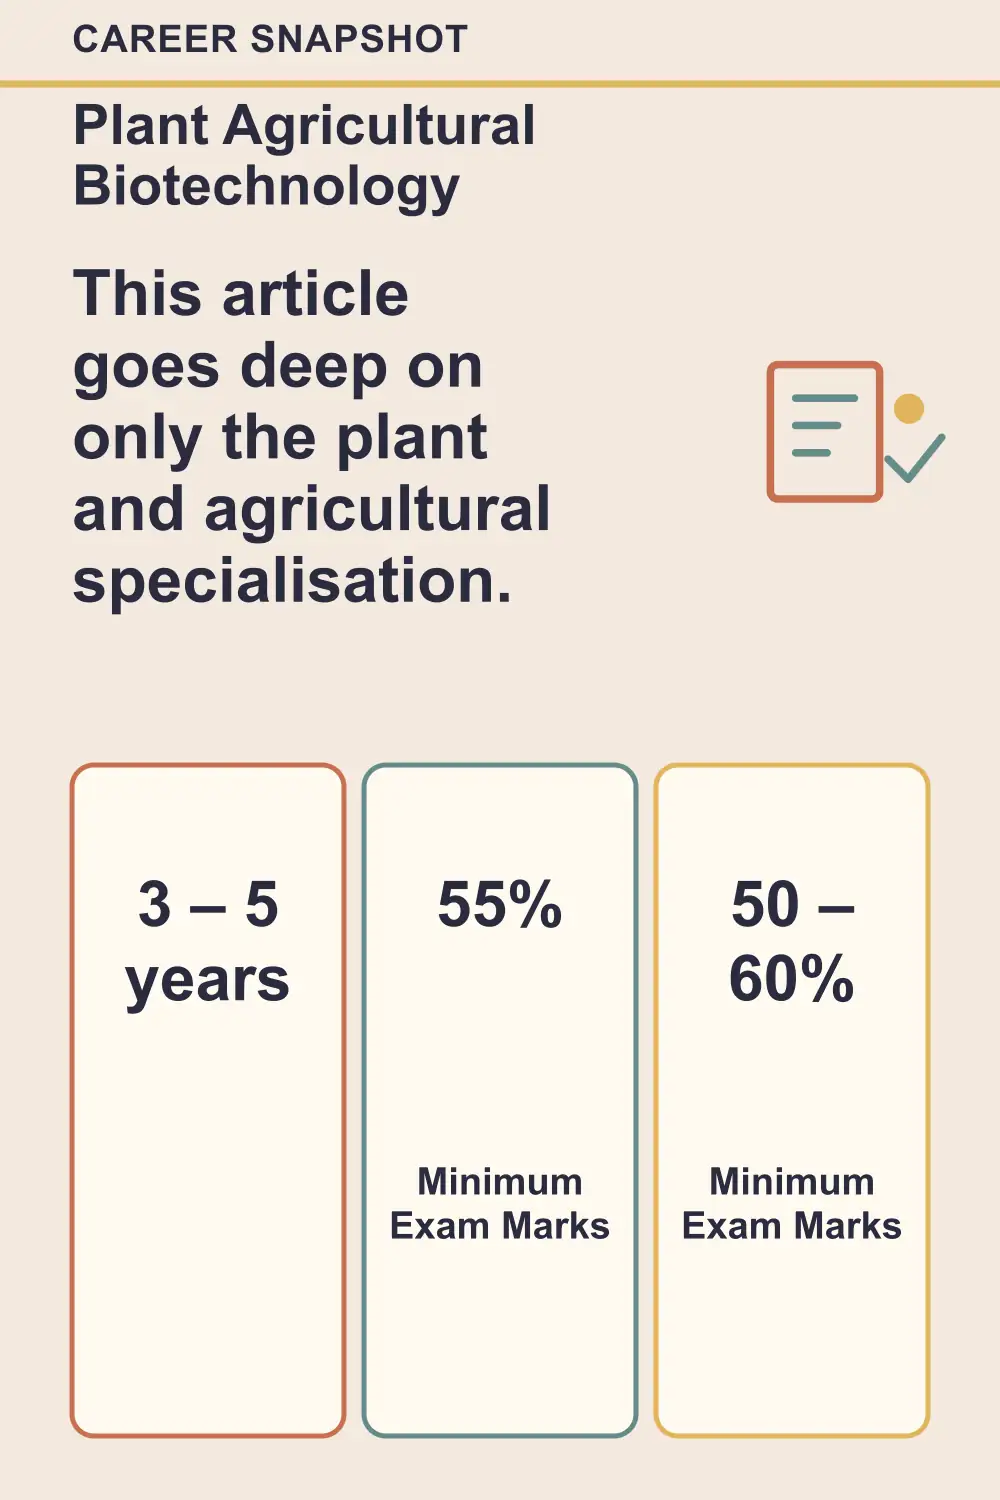 CAREER SNAPSHOT
Plant Agricultural
Biotechnology
This article
goes deep on
only the plant
and agricultural
specialisation.
3 – 5
years
55%
Minimum
Exam Marks
50 –
60%
Minimum
Exam Marks